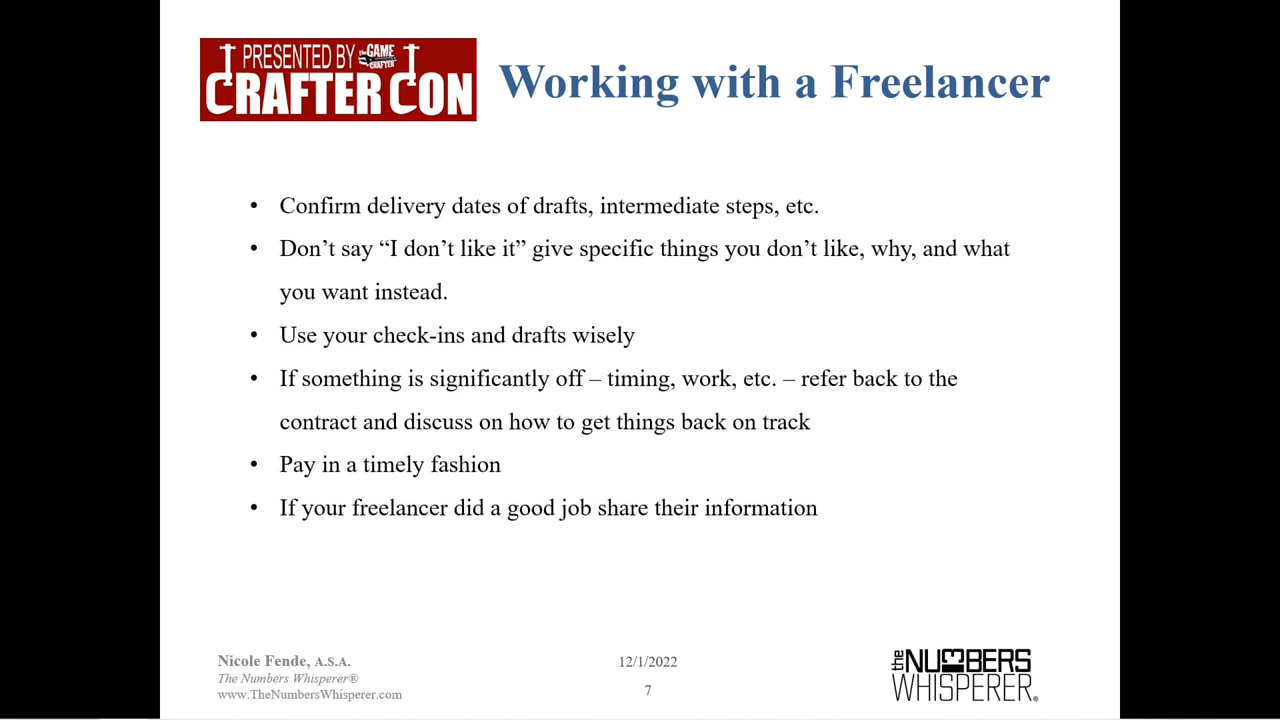 PRESENTED BY the GAME CRAFTER
CRAFTER CON
Working with a Freelancer
• Confirm delivery dates of drafts, intermediate steps, etc.
• Don’t say “I don’t like it” give specific things you don’t like, why, and what
you want instead.
• Use your check-ins and drafts wisely
• If something is significantly off – timing, work, etc. – refer back to the
contract and discuss on how to get things back on track
• Pay in a timely fashion
• If your freelancer did a good job share their information
Nicole Fende, A.S.A.
The Numbers Whisperer®
www.TheNumbersWhisperer.com
12/1/2022
7
the NUMBERS
WHISPERER®